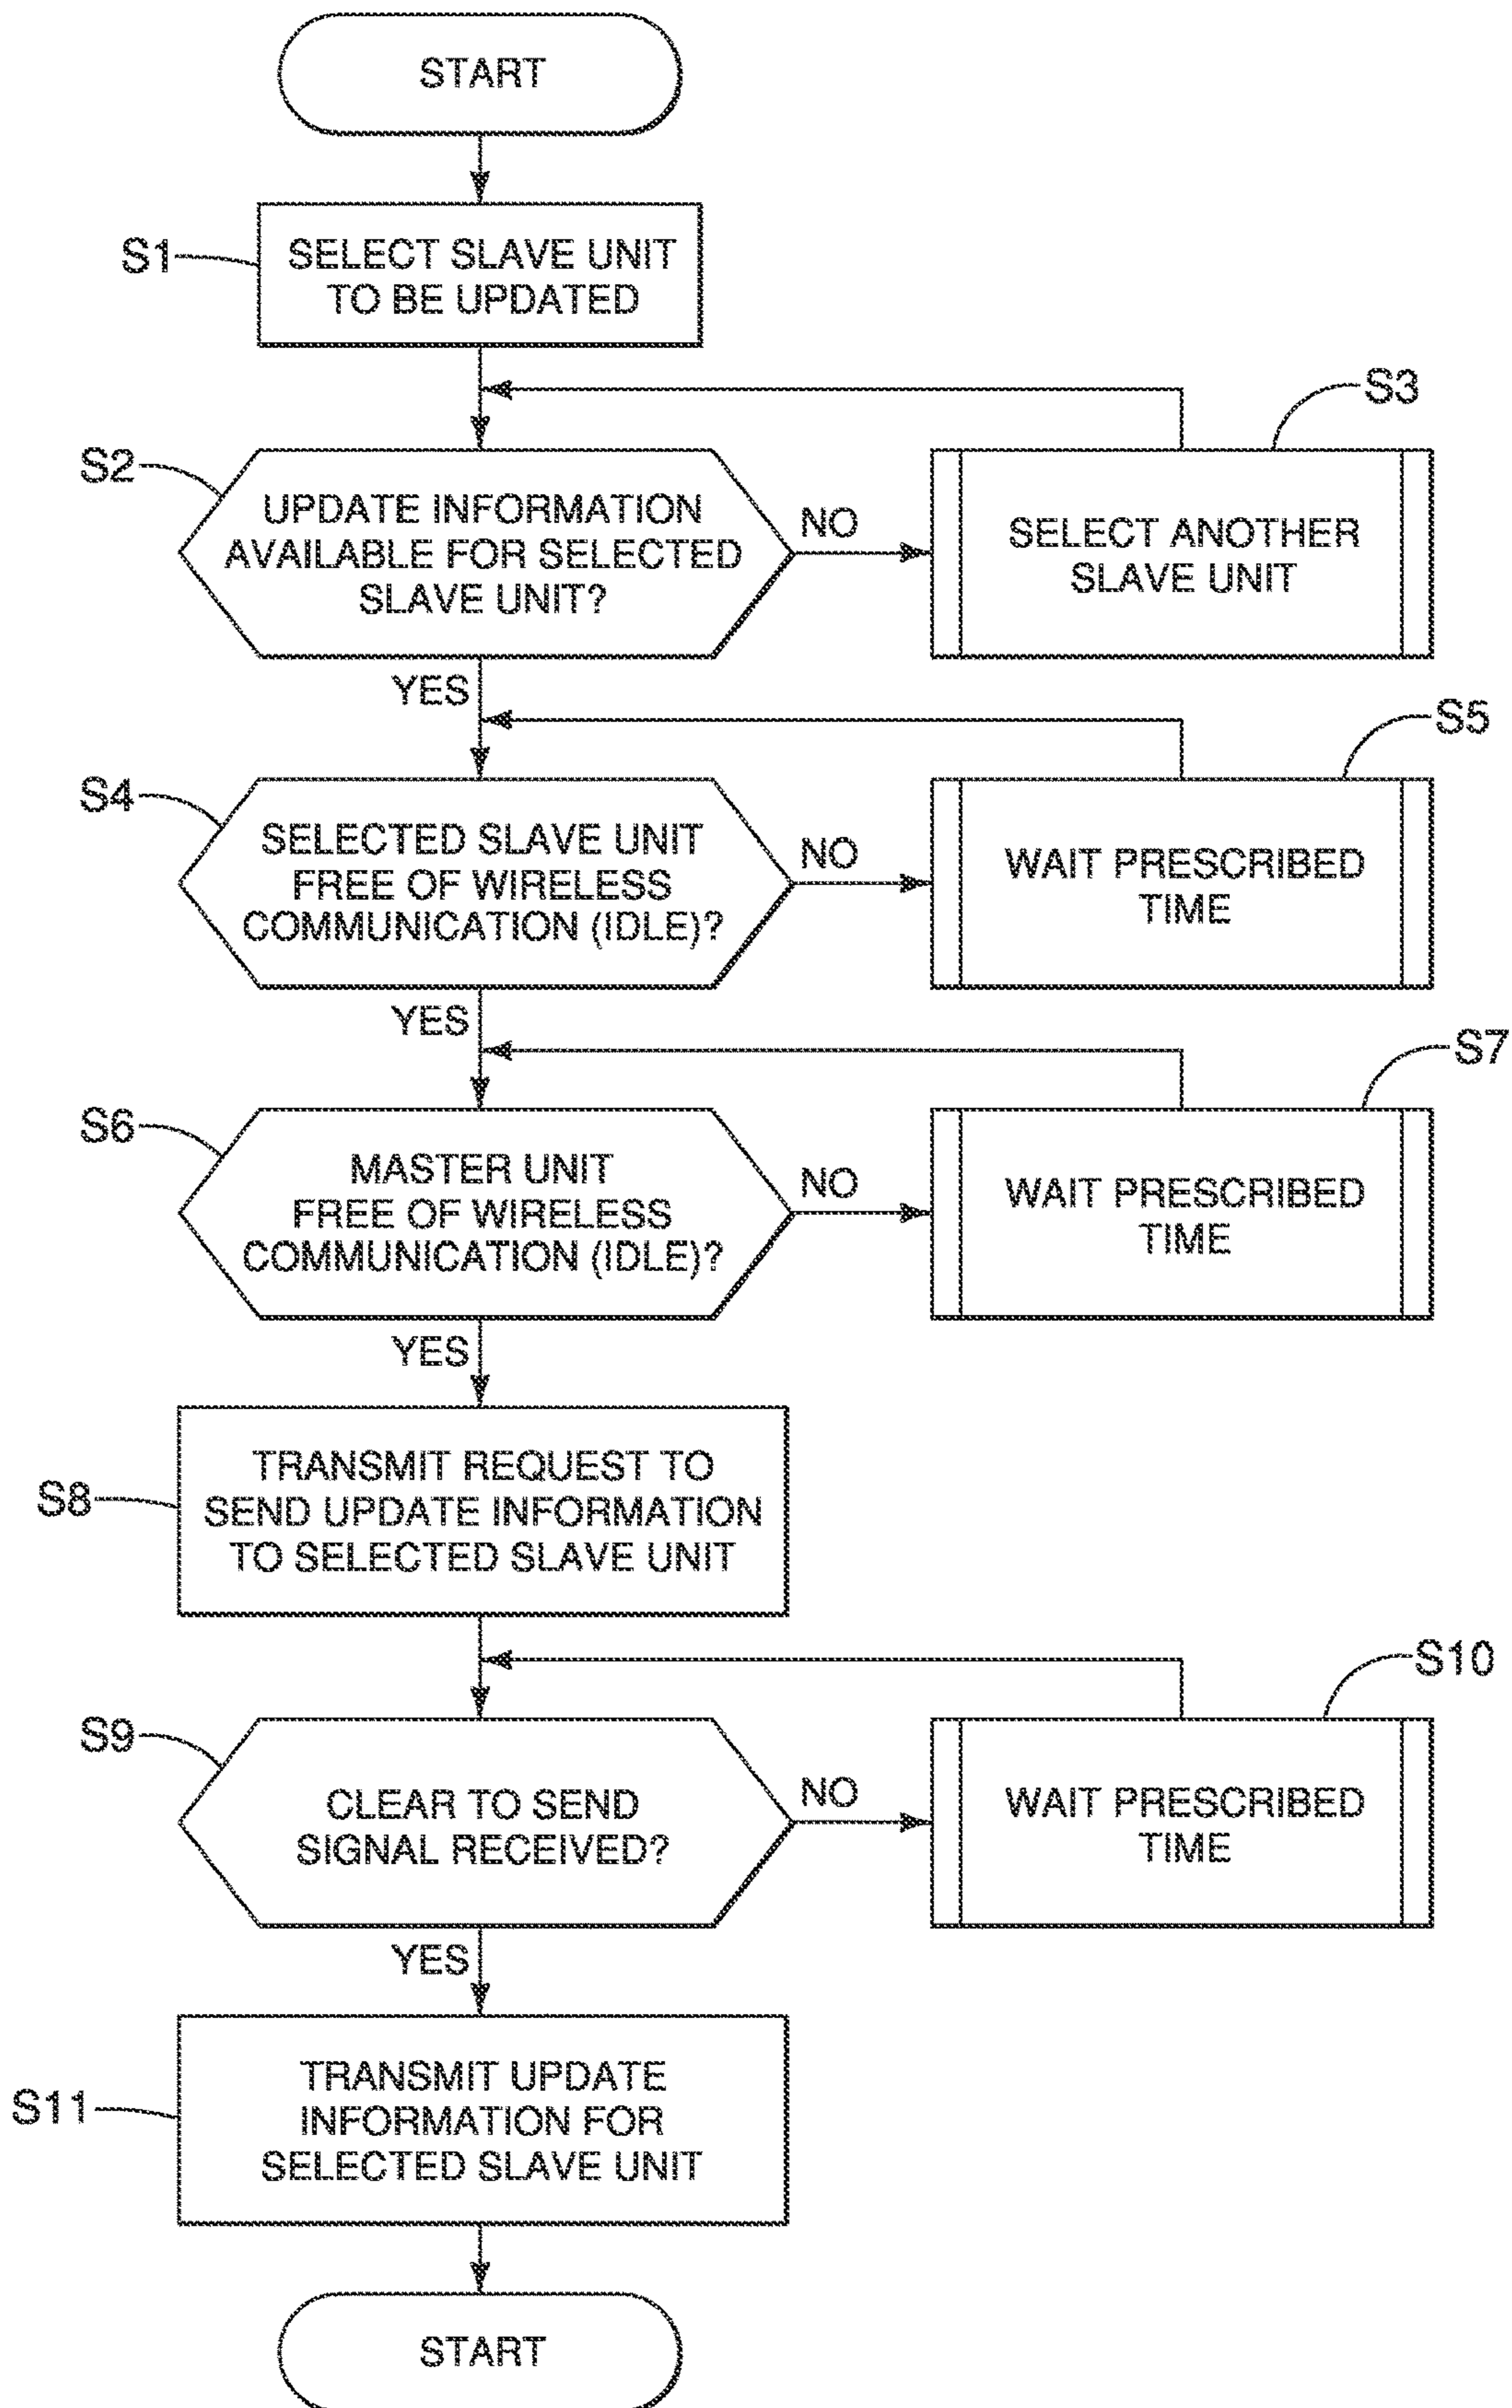 START
S1
SELECT SLAVE UNIT
TO BE UPDATED
S3
S2
UPDATE INFORMATION
AVAILABLE FOR SELECTED
SLAVE UNIT?
NO
SELECT ANOTHER
SLAVE UNIT
YES
S5
S4
SELECTED SLAVE UNIT
FREE OF WIRELESS
COMMUNICATION (IDLE)?
NO
WAIT PRESCRIBED
TIME
YES
S7
S6
MASTER UNIT
FREE OF WIRELESS
COMMUNICATION (IDLE)?
NO
WAIT PRESCRIBED
TIME
YES
S8
TRANSMIT REQUEST TO
SEND UPDATE INFORMATION
TO SELECTED SLAVE UNIT
S10
S9
CLEAR TO SEND
SIGNAL RECEIVED?
NO
WAIT PRESCRIBED
TIME
YES
S11
TRANSMIT UPDATE
INFORMATION FOR
SELECTED SLAVE UNIT
START